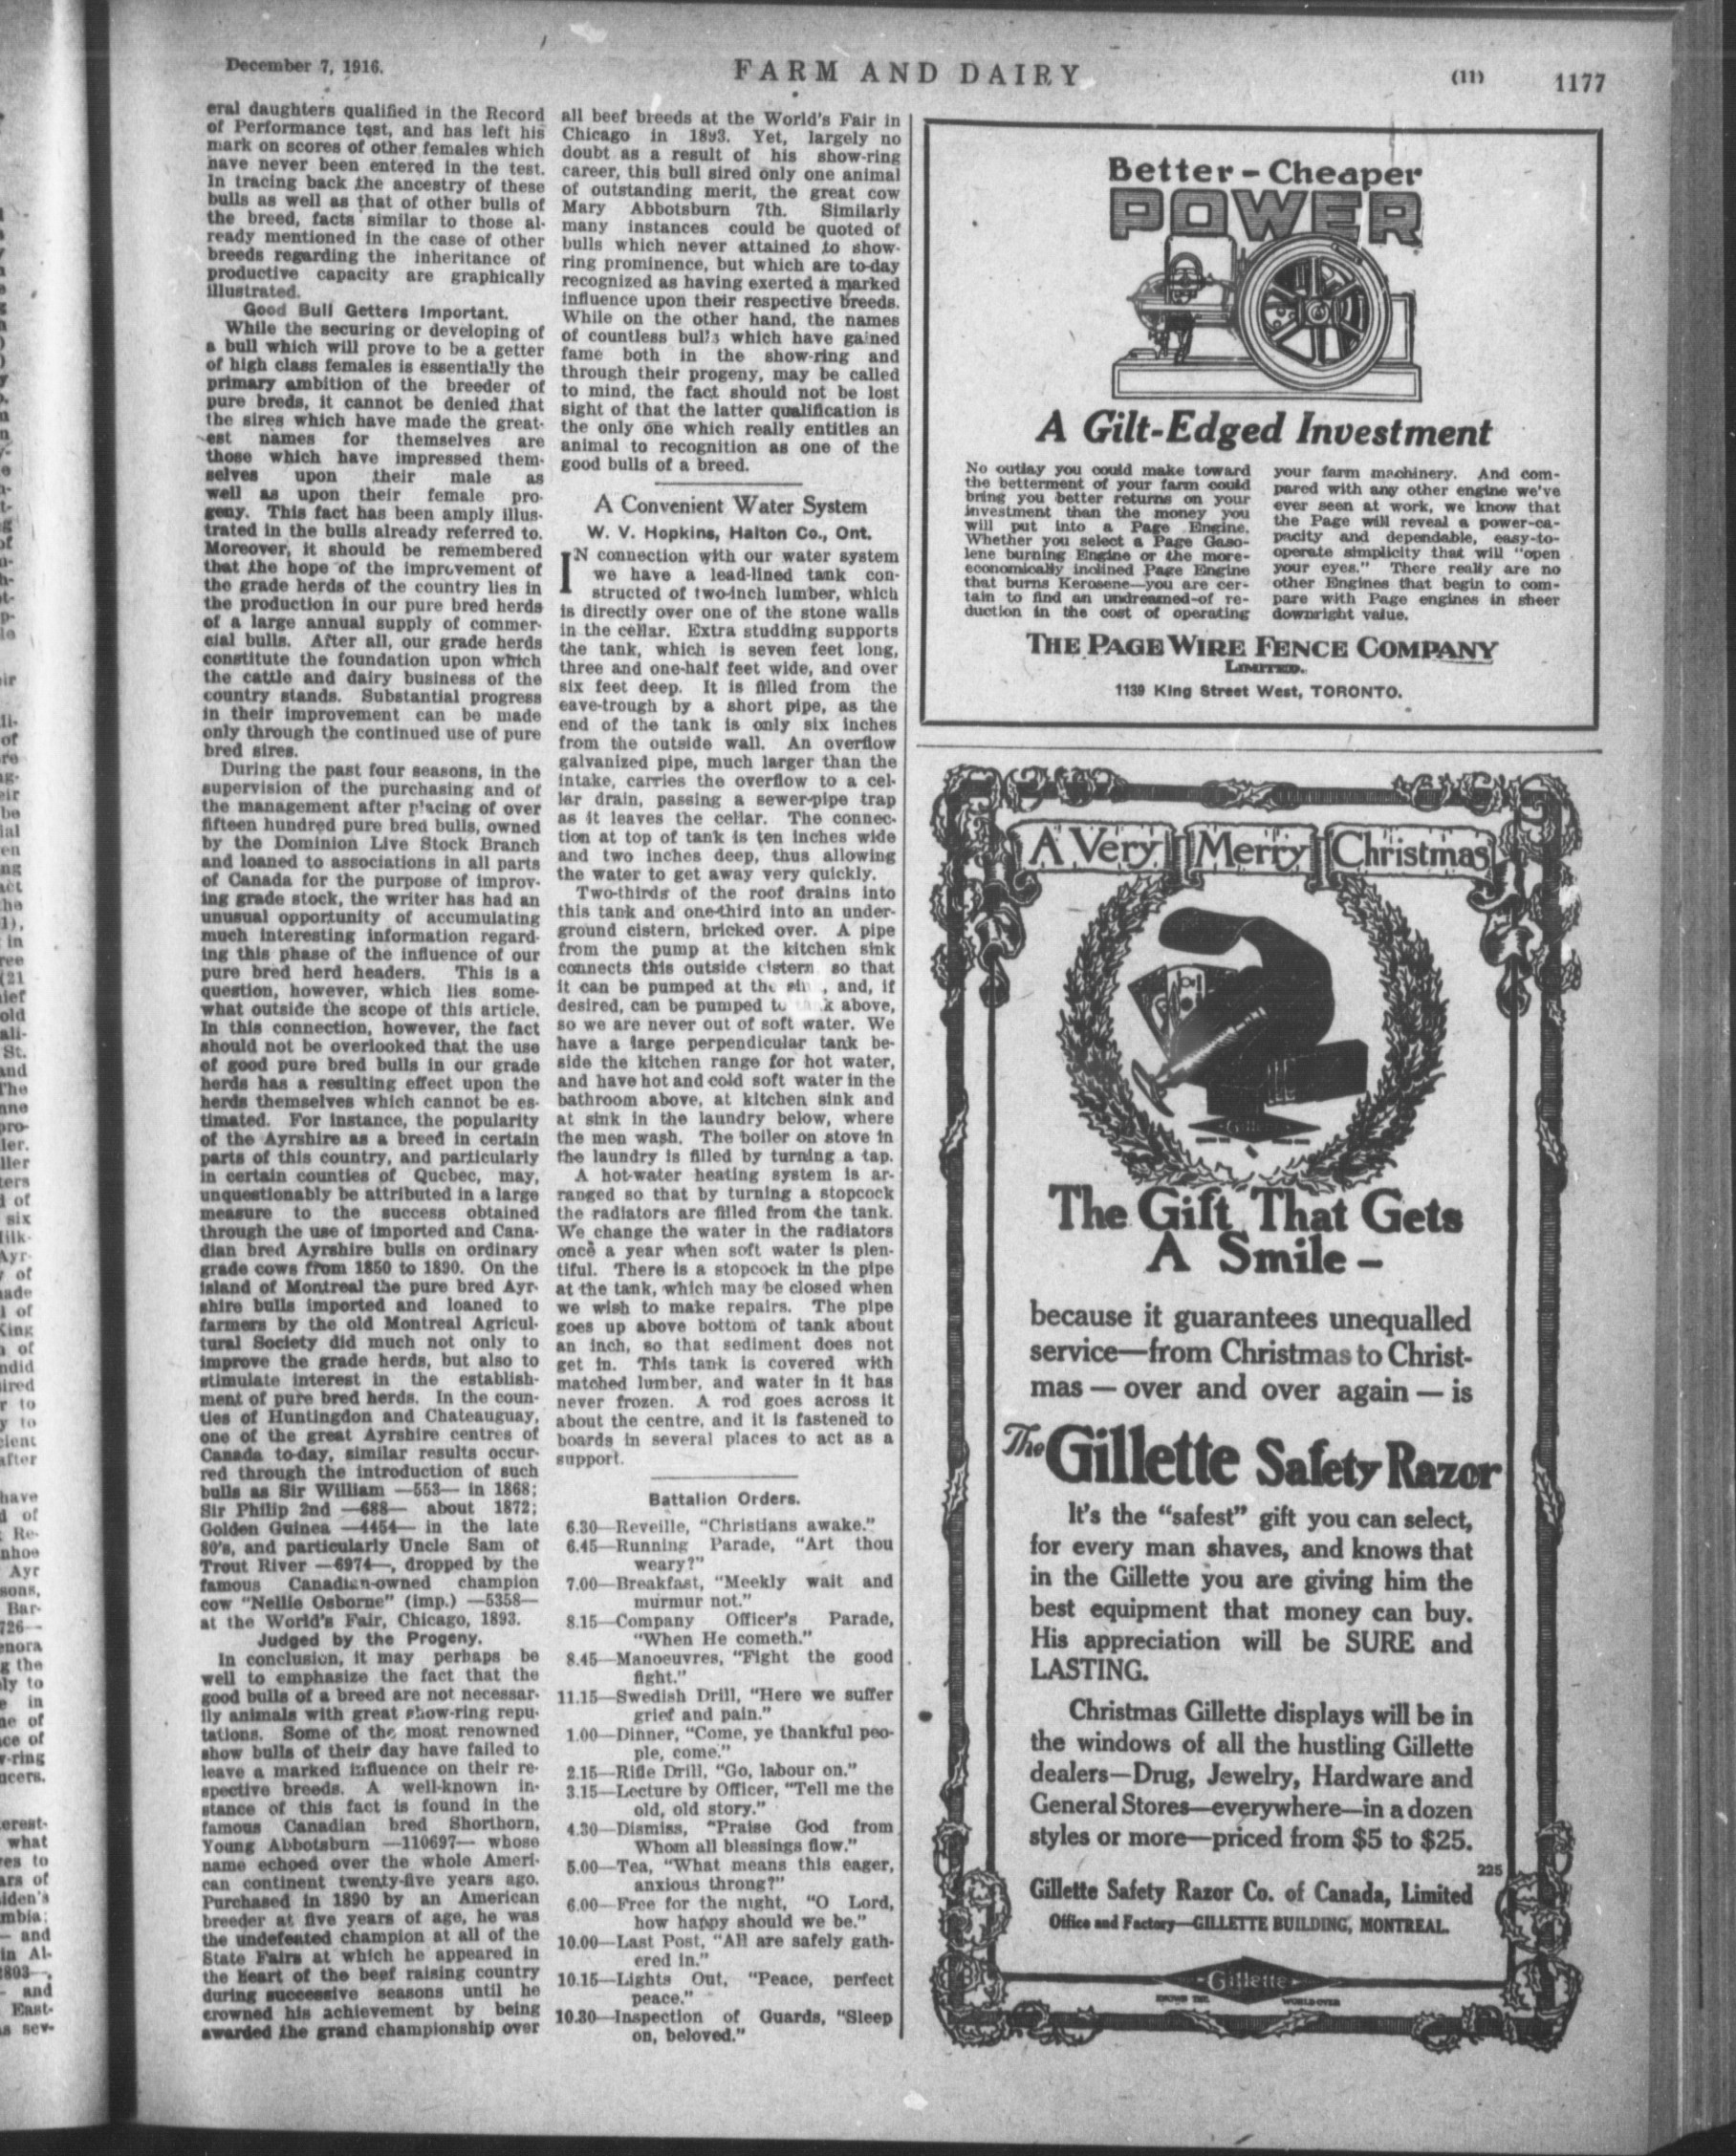 December 7, 1916.
FARM AND DAIRY
(11)
1177
eral daughters qualified in the Record
of Performance test, and has left his
mark on scores of other females which
have never been entered in the test.
In tracing back the ancestry of these
bulls as well as that of other bulls of
the breed, facts similar to those al-
ready mentioned in the case of other
breeds regarding the inheritance of
productive capacity are graphically
illustrated.
Good Bull Getters Important.
While the securing or developing of
a bull which will prove to be a getter
of high class females is essentially the
primary ambition of the breeder of
pure breds, it cannot be denied that
the sires which have made the great-
est names for themselves are
those which have impressed them-
selves upon their male as
well as upon their female pro-
geny. This fact has been amply illus-
trated in the bulls already referred to.
Moreover, it should be remembered
that the hope of the improvement of
the grade herds of the country lies in
the production in our pure bred herds
of a large annual supply of commer-
cial bulls. After all, our grade herds
constitute the foundation upon which
the cattle and dairy business of the
country stands. Substantial progress
in their improvement can be made
only through the continued use of pure
bred sires.
During the past four seasons, in the
supervision of the purchasing and of
the management after placing of over
fifteen hundred pure bred bulls, owned
by the Dominion Live Stock Branch
and loaned to associations in all parts
of Canada for the purpose of improv-
ing grade stock, the writer has had an
unusual opportunity of accumulating
much interesting information regard-
ing this phase of the influence of our
pure bred herd headers. This is a
question, however, which lies some-
what outside the scope of this article.
In this connection, however, the fact
should not be overlooked that the use
of good pure bred bulls in our grade
herds has a resulting effect upon the
herds themselves which cannot be es-
timated. For instance, the popularity
of the Ayrshire as a breed in certain
parts of this country, and particularly
in certain counties of Quebec, may,
unquestionably be attributed in a large
measure to the success obtained
through the use of imported and Cana-
dian bred Ayrshire bulls on ordinary
grade cows from 1850 to 1890. On the
island of Montreal the pure bred Ayr-
shire bulls imported and loaned to
farmers by the old Montreal Agricul-
tural Society did much not only to
improve the grade herds, but also to
stimulate interest in the establish-
ment of pure bred herds. In the coun-
ties of Huntingdon and Chateauguay,
one of the great Ayrshire centres of
Canada to-day, similar results occur-
red through the introduction of such
bulls as Sir William —553— in 1868;
Sir Philip 2nd —688— about 1872;
Golden Guinea —4454— in the late
80's, and particularly Uncle Sam of
Trout River —6974—, dropped by the
famous Canadian-owned champion
cow "Nellie Osborne" (imp.) —5358—
at the World's Fair, Chicago, 1893.
Judged by the Progeny.
In conclusion, it may perhaps be
well to emphasize the fact that the
good bulls of a breed are not necessar-
ily animals with great show-ring repu-
tations. Some of the most renowned
show bulls of their day have failed to
leave a marked influence on their re-
spective breeds. A well-known in-
stance of this fact is found in the
famous Canadian bred Shorthorn,
Young Abbotsburn —110697— whose
name echoed over the whole Ameri-
can continent twenty-five years ago.
Purchased in 1890 by an American
breeder at five years of age, he was
the undefeated champion at all of the
State Fairs at which he appeared in
the heart of the beef raising country
during successive seasons until he
crowned his achievement by being
awarded the grand championship over
all beef breeds at the World's Fair in
Chicago in 1893. Yet, largely no
doubt as a result of his show-ring
career, this bull sired only one animal
of outstanding merit, the great cow
Mary Abbotsburn 7th. Similarly
many instances could be quoted of
bulls which never attained to show-
ring prominence, but which are to-day
recognized as having exerted a marked
influence upon their respective breeds.
While on the other hand, the names
of countless bulls which have gained
fame both in the show-ring and
through their progeny, may be called
to mind, the fact should not be lost
sight of that the latter qualification is
the only one which really entitles an
animal to recognition as one of the
good bulls of a breed.
A Convenient Water System
W. V. Hopkins, Halton Co., Ont.
IN connection with our water system
we have a lead-lined tank con-
structed of two-inch lumber, which
is directly over one of the stone walls
in the cellar. Extra studding supports
the tank, which is seven feet long,
three and one-half feet wide, and over
six feet deep. It is filled from the
eave-trough by a short pipe, as the
end of the tank is only six inches
from the outside wall. An overflow
galvanized pipe, much larger than the
intake, carries the overflow to a cel-
lar drain, passing a sewer-pipe trap
as it leaves the cellar. The connec-
tion at top of tank is ten inches wide
and two inches deep, thus allowing
the water to get away very quickly.
Two-thirds of the roof drains into
this tank and one-third into an under-
ground cistern, bricked over. A pipe
from the pump at the kitchen sink
connects this outside cistern so that
it can be pumped at the sink, and, if
desired, can be pumped to tank above,
so we are never out of soft water. We
have a large perpendicular tank be-
side the kitchen range for hot water,
and have hot and cold soft water in the
bathroom above, at kitchen sink and
at sink in the laundry below, where
the men wash. The boiler on stove in
the laundry is filled by turning a tap.
A hot-water heating system is ar-
ranged so that by turning a stopcock
the radiators are filled from the tank.
We change the water in the radiators
once a year when soft water is plen-
tiful. There is a stopcock in the pipe
at the tank, which may be closed when
we wish to make repairs. The pipe
goes up above bottom of tank about
an inch, so that sediment does not
get in. This tank is covered with
matched lumber, and water in it has
never frozen. A rod goes across it
about the centre, and it is fastened to
boards in several places to act as a
support.
Battalion Orders.
6.30—Reveille, "Christians awake."
6.45—Running Parade, "Art thou
weary?"
7.00—Breakfast, "Meekly wait and
murmur not."
8.15—Company Officer's Parade,
"When He cometh."
8.45—Manoeuvres, "Fight the good
fight."
11.15—Swedish Drill, "Here we suffer
grief and pain."
1.00—Dinner, "Come, ye thankful peo-
ple, come."
2.15—Rifle Drill, "Go, labour on."
3.15—Lecture by Officer, "Tell me the
old, old story."
4.30—Dismiss, "Praise God from
Whom all blessings flow."
5.00—Tea, "What means this eager,
anxious throng?"
6.00—Free for the night, "O Lord,
how happy should we be."
10.00—Last Post, "All are safely gath-
ered in."
10.15—Lights Out, "Peace, perfect
peace."
10.30—Inspection of Guards, "Sleep
on, beloved."
Better - Cheaper
POWER
A Gilt-Edged Investment
No outlay you could make toward
the betterment of your farm could
bring you better returns on your
investment than the money you
will put into a Page Engine.
Whether you select a Page Gaso-
lene burning Engine or the more-
economically inclined Page Engine
that burns Kerosene—you are cer-
tain to find an undreamed-of re-
duction in the cost of operating
your farm machinery. And com-
pared with any other engine we've
ever seen at work, we know that
the Page will reveal a power-ca-
pacity and dependable, easy-to-
operate simplicity that will "open
your eyes." There really are no
other Engines that begin to com-
pare with Page engines in sheer
downright value.
THE PAGE WIRE FENCE COMPANY
LIMITED.
1139 King Street West, TORONTO.
A Very Merry Christmas
Gillette
The Gift That Gets
A Smile -
because it guarantees unequalled
service—from Christmas to Christ-
mas — over and over again — is
The Gillette Safety Razor
It's the "safest" gift you can select,
for every man shaves, and knows that
in the Gillette you are giving him the
best equipment that money can buy.
His appreciation will be SURE and
LASTING.
Christmas Gillette displays will be in
the windows of all the hustling Gillette
dealers—Drug, Jewelry, Hardware and
General Stores—everywhere—in a dozen
styles or more—priced from $5 to $25.
225
Gillette Safety Razor Co. of Canada, Limited
Office and Factory—GILLETTE BUILDING, MONTREAL.
Gillette
KNOWN THE WORLD OVER